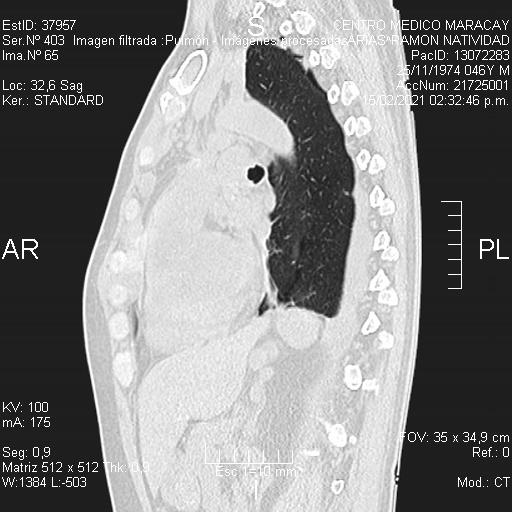 EstID: 37957
S
CENTRO MEDICO MARACAY
Ser.Nº 403 Imagen filtrada :Pulmón - Imágenes procesadas
ARIAS^RAMON NATIVIDAD
Ima.Nº 65
PacID: 13072283
25/11/1974 046Y M
Loc: 32,6 Sag
AccNum: 21725001
Ker.: STANDARD
15/02/2021 02:32:46 p.m.
AR
PL
KV: 100
mA: 175
FOV: 35 x 34,9 cm
Seg: 0,9
Ref.: 0
Matriz 512 x 512 Thk: 0,9
Esc 1=10 mm
W:1384 L:-503
I
Mod.: CT